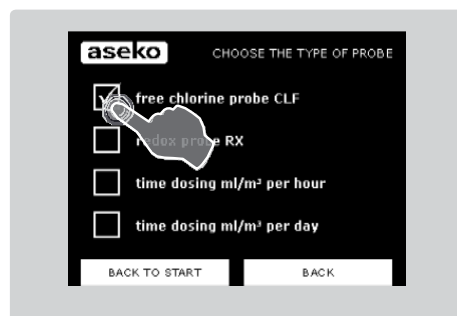 aseko
CHOOSE THE TYPE OF PROBE
free chlorine probe CLF
redox probe RX
time dosing ml/m³ per hour
time dosing ml/m³ per day
BACK TO START
BACK